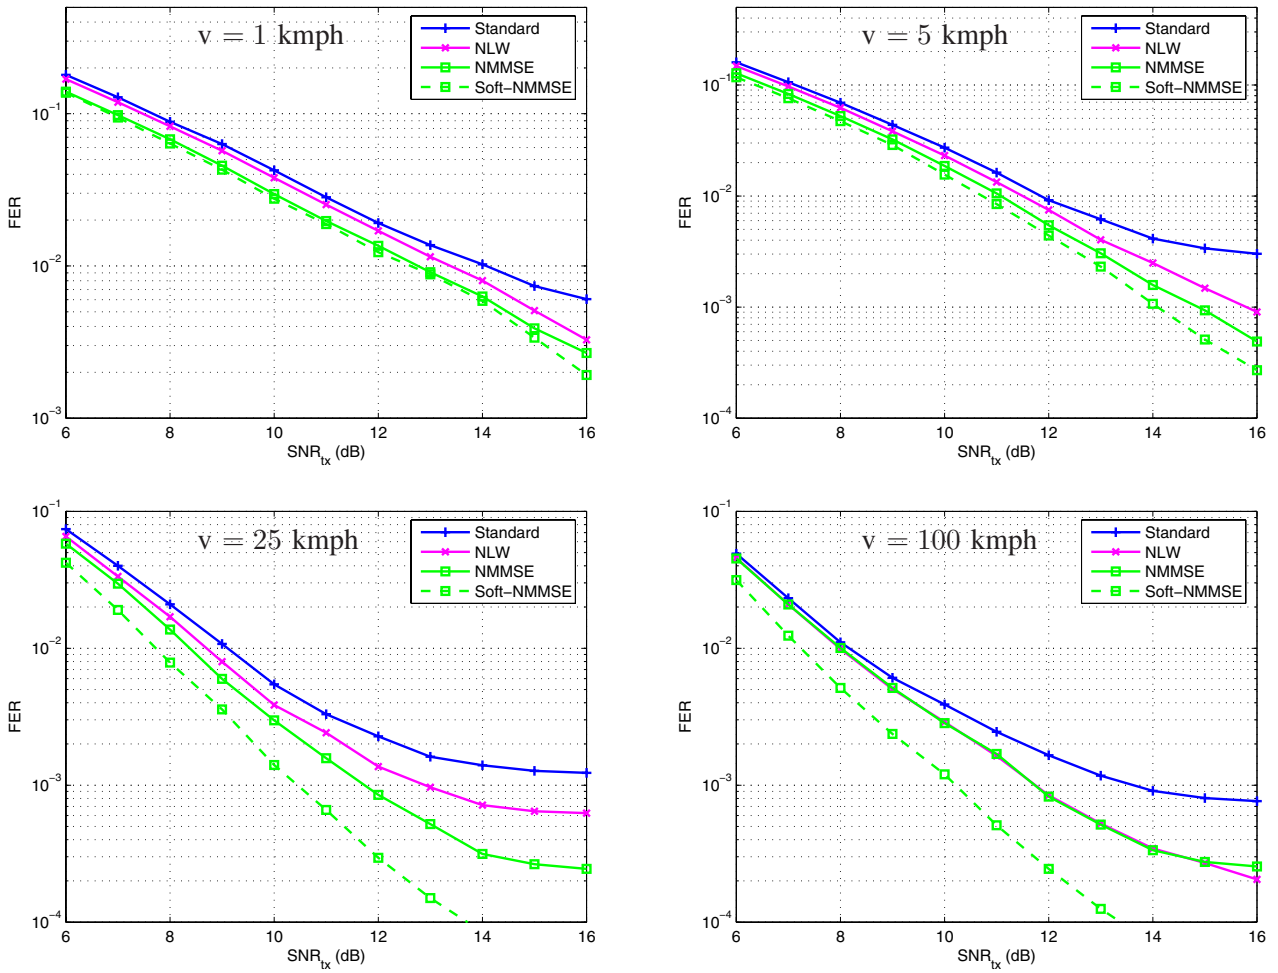 v = 1 kmph
Standard
NLW
NMMSE
Soft-NMMSE
FER
10^-1
10^-2
10^-3
6 8 10 12 14 16
SNR_tx (dB)
v = 5 kmph
Standard
NLW
NMMSE
Soft-NMMSE
FER
10^-1
10^-2
10^-3
10^-4
6 8 10 12 14 16
SNR_tx (dB)
v = 25 kmph
Standard
NLW
NMMSE
Soft-NMMSE
FER
10^-1
10^-2
10^-3
10^-4
6 8 10 12 14 16
SNR_tx (dB)
v = 100 kmph
Standard
NLW
NMMSE
Soft-NMMSE
FER
10^-1
10^-2
10^-3
10^-4
6 8 10 12 14 16
SNR_tx (dB)